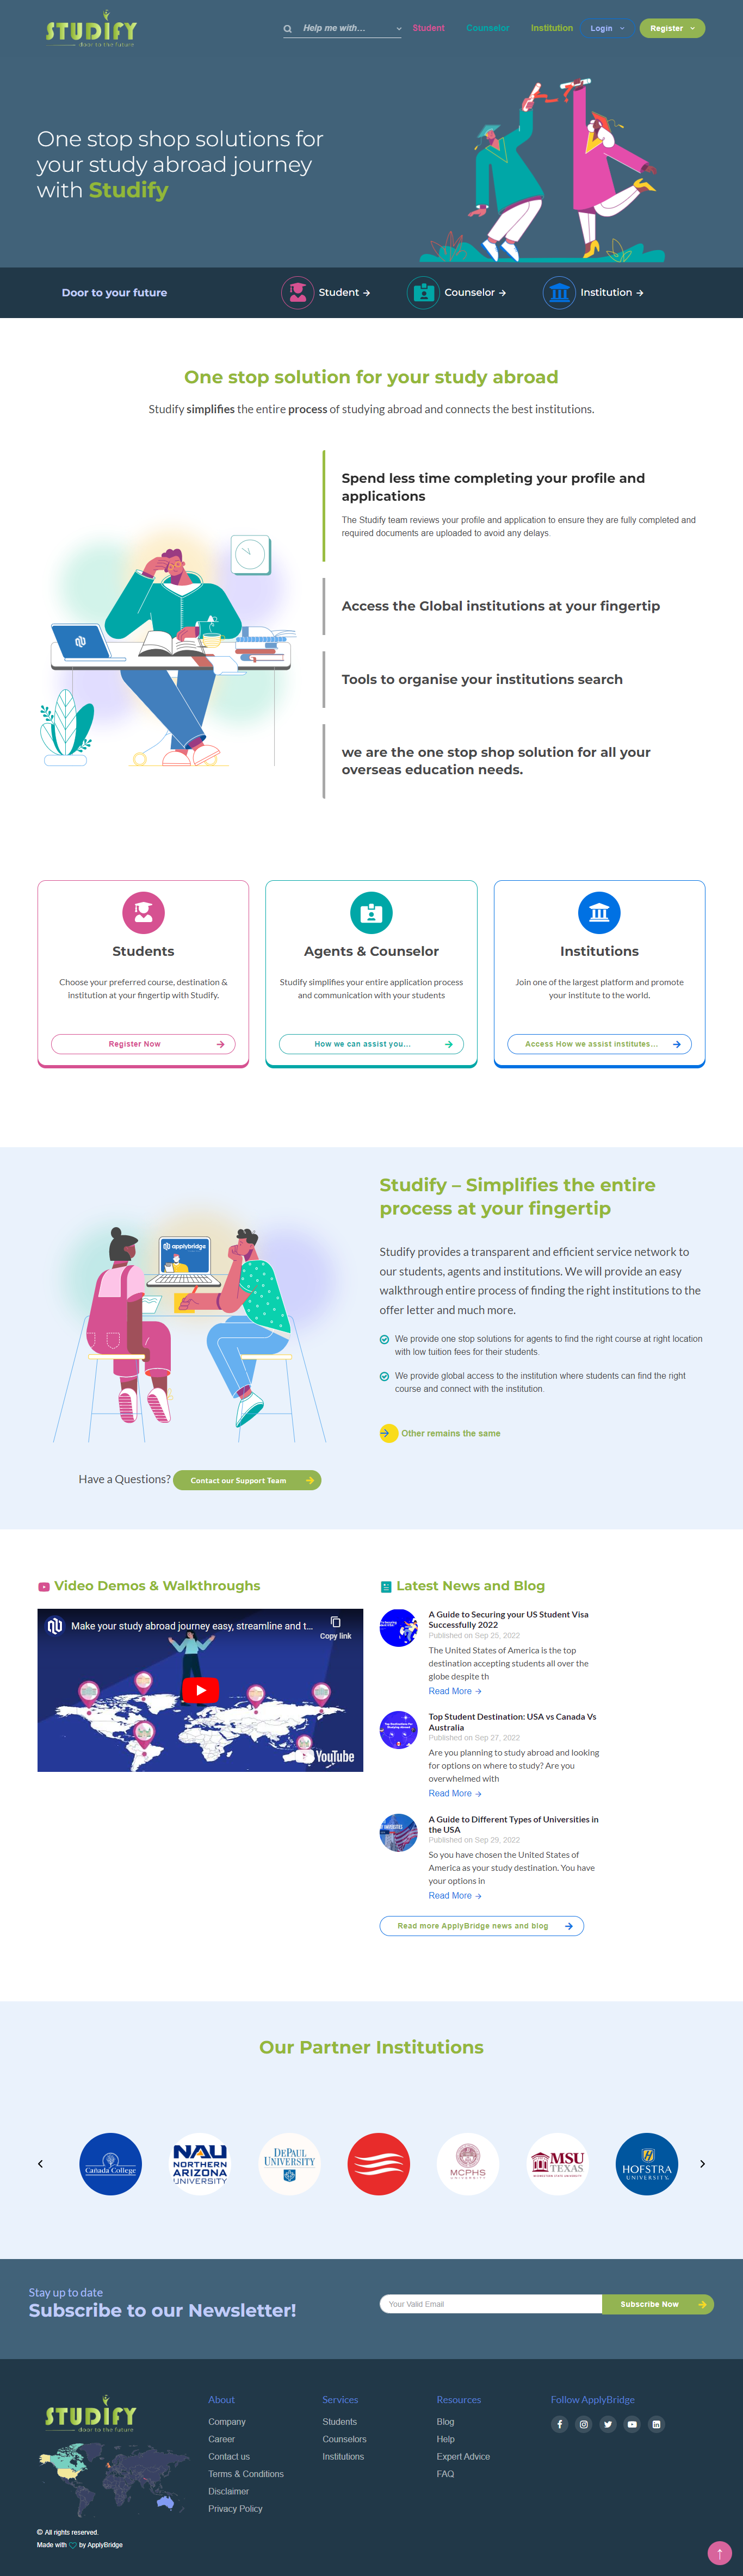 STUDIFY
door to the future
Help me with...
Student
Counselor
Institution
Login
Register
One stop shop solutions for
your study abroad journey
with Studify
Door to your future
Student →
Counselor →
Institution →
One stop solution for your study abroad
Studify simplifies the entire process of studying abroad and connects the best institutions.
Spend less time completing your profile and
applications
The Studify team reviews your profile and application to ensure they are fully completed and
required documents are uploaded to avoid any delays.
Access the Global institutions at your fingertip
Tools to organise your institutions search
we are the one stop shop solution for all your
overseas education needs.
Students
Choose your preferred course, destination &
institution at your fingertip with Studify.
Register Now
Agents & Counselor
Studify simplifies your entire application process
and communication with your students
How we can assist you...
Institutions
Join one of the largest platform and promote
your institute to the world.
Access How we assist institutes...
applybridge
Have a Questions?
Contact our Support Team
Studify – Simplifies the entire
process at your fingertip
Studify provides a transparent and efficient service network to
our students, agents and institutions. We will provide an easy
walkthrough entire process of finding the right institutions to the
offer letter and much more.
We provide one stop solutions for agents to find the right course at right location
with low tuition fees for their students.
We provide global access to the institution where students can find the right
course and connect with the institution.
Other remains the same
Video Demos & Walkthroughs
Make your study abroad journey easy, streamline and t...
Copy link
YouTube
Latest News and Blog
A Guide to Securing your US Student Visa
Successfully 2022
Published on Sep 25, 2022
The United States of America is the top
destination accepting students all over the
globe despite th
Read More →
Top Student Destination: USA vs Canada Vs
Australia
Published on Sep 27, 2022
Are you planning to study abroad and looking
for options on where to study? Are you
overwhelmed with
Read More →
A Guide to Different Types of Universities in
the USA
Published on Sep 29, 2022
So you have chosen the United States of
America as your study destination. You have
your options in
Read More →
Read more ApplyBridge news and blog
Our Partner Institutions
Cañada College
NAU
NORTHERN
ARIZONA
UNIVERSITY
DEPAUL
UNIVERSITY
MCPHS
UNIVERSITY
MSU
TEXAS
HOFSTRA
UNIVERSITY
Stay up to date
Subscribe to our Newsletter!
Your Valid Email
Subscribe Now
STUDIFY
door to the future
© All rights reserved.
Made with ♡ by ApplyBridge
About
Company
Career
Contact us
Terms & Conditions
Disclaimer
Privacy Policy
Services
Students
Counselors
Institutions
Resources
Blog
Help
Expert Advice
FAQ
Follow ApplyBridge